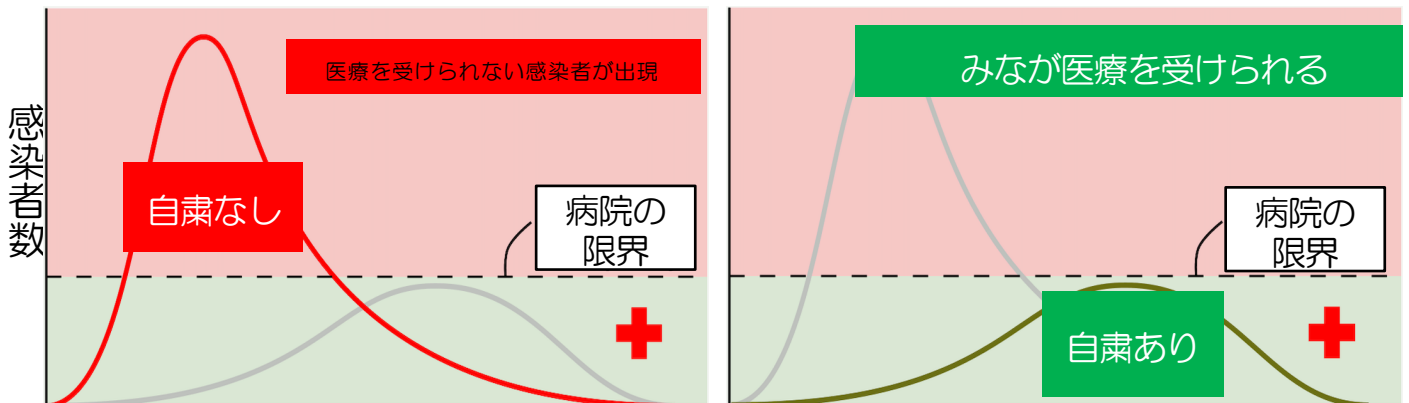 感染者数
医療を受けられない感染者が出現
自粛なし
病院の
限界
みなが医療を受けられる
病院の
限界
自粛あり